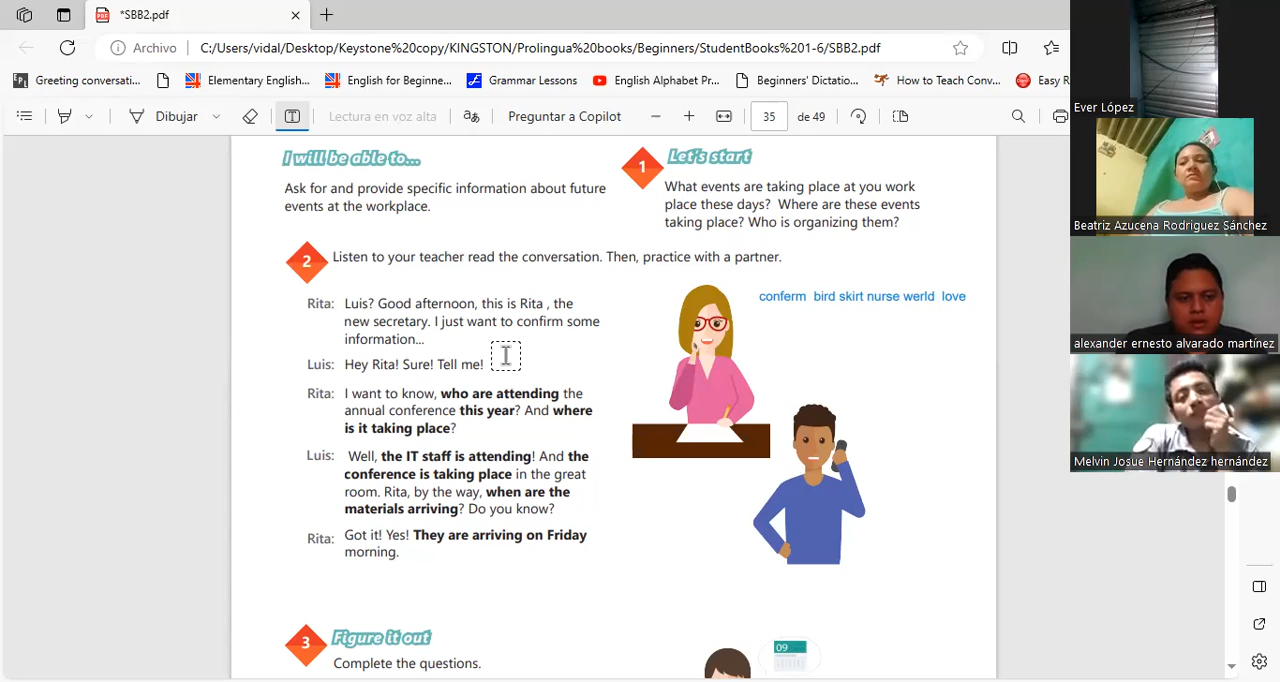 *SBB2.pdf
Archivo
C:/Users/vidal/Desktop/Keystone%20copy/KINGSTON/Prolingua%20books/Beginners/StudentBooks%201-6/SBB2.pdf
Greeting conversati...
Elementary English...
English for Beginne...
Grammar Lessons
English Alphabet Pr...
Beginners' Dictatio...
How to Teach Conv...
Easy R
Dibujar
Lectura en voz alta
Preguntar a Copilot
35
de 49
I will be able to...
Ask for and provide specific information about future
events at the workplace.
1
Let's start
What events are taking place at you work
place these days? Where are these events
taking place? Who is organizing them?
2
Listen to your teacher read the conversation. Then, practice with a partner.
conferm bird skirt nurse werld love
Rita: Luis? Good afternoon, this is Rita , the
new secretary. I just want to confirm some
information...
Luis: Hey Rita! Sure! Tell me!
Rita: I want to know, who are attending the
annual conference this year? And where
is it taking place?
Luis: Well, the IT staff is attending! And the
conference is taking place in the great
room. Rita, by the way, when are the
materials arriving? Do you know?
Rita: Got it! Yes! They are arriving on Friday
morning.
3
Figure it out
Complete the questions.
09
Ever López
Beatriz Azucena Rodriguez Sánchez
alexander ernesto alvarado martínez
Melvin Josue Hernández hernández